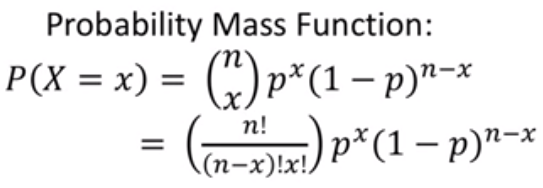 Probability Mass Function:
P(X = x) = (n x) p^x (1 − p)^{n−x}
= (n! / (n−x)!x!) p^x (1 − p)^{n−x}